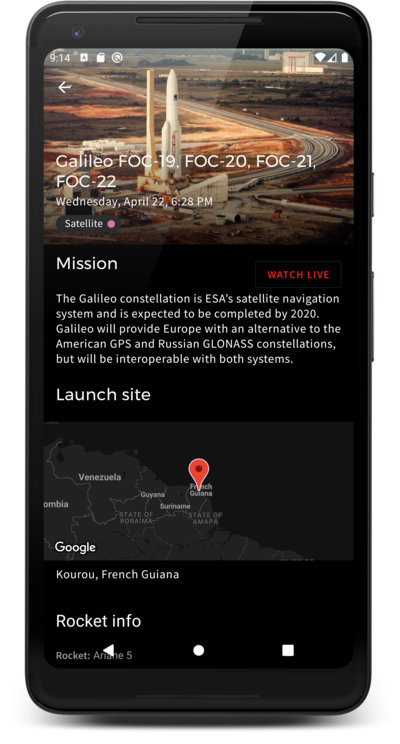 9:14
Galileo FOC-19, FOC-20, FOC-21,
FOC-22
Wednesday, April 22, 6:28 PM
Satellite
Mission
WATCH LIVE
The Galileo constellation is ESA's satellite navigation
system and is expected to be completed by 2020.
Galileo will provide Europe with an alternative to the
American GPS and Russian GLONASS constellations,
but will be interoperable with both systems.
Launch site
Venezuela
Guyana
French
Guiana
ombia
Suriname
STATE OF
RORAIMA
STATE OF
AMAPA
Google
Kourou, French Guiana
Rocket info
Rocket: Ariane 5